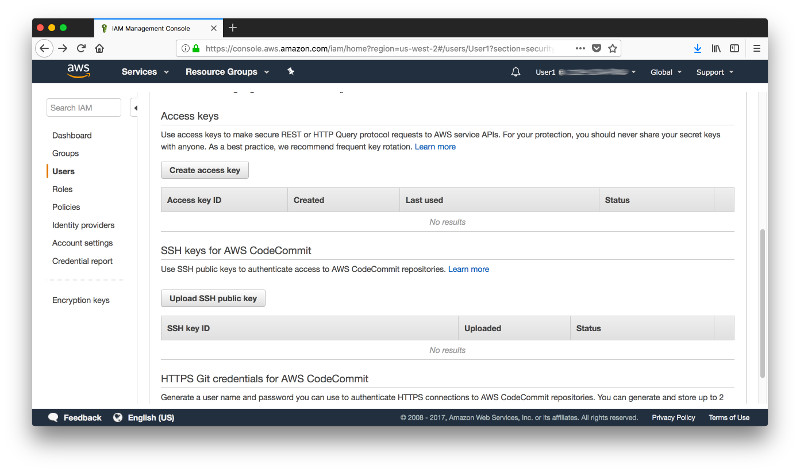 IAM Management Console
https://console.aws.amazon.com/iam/home?region=us-west-2#/users/User1?section=securit
aws
Services
Resource Groups
User1
Global
Support
Search IAM
Dashboard
Groups
Users
Roles
Policies
Identity providers
Account settings
Credential report
Encryption keys
Access keys
Use access keys to make secure REST or HTTP Query protocol requests to AWS service APIs. For your protection, you should never share your secret keys
with anyone. As a best practice, we recommend frequent key rotation. Learn more
Create access key
Access key ID Created Last used Status
No results
SSH keys for AWS CodeCommit
Use SSH public keys to authenticate access to AWS CodeCommit repositories. Learn more
Upload SSH public key
SSH key ID Uploaded Status
No results
HTTPS Git credentials for AWS CodeCommit
Generate a user name and password you can use to authenticate HTTPS connections to AWS CodeCommit repositories. You can generate and store up to 2
Feedback
English (US)
© 2008 - 2017, Amazon Web Services, Inc. or its affiliates. All rights reserved.
Privacy Policy
Terms of Use